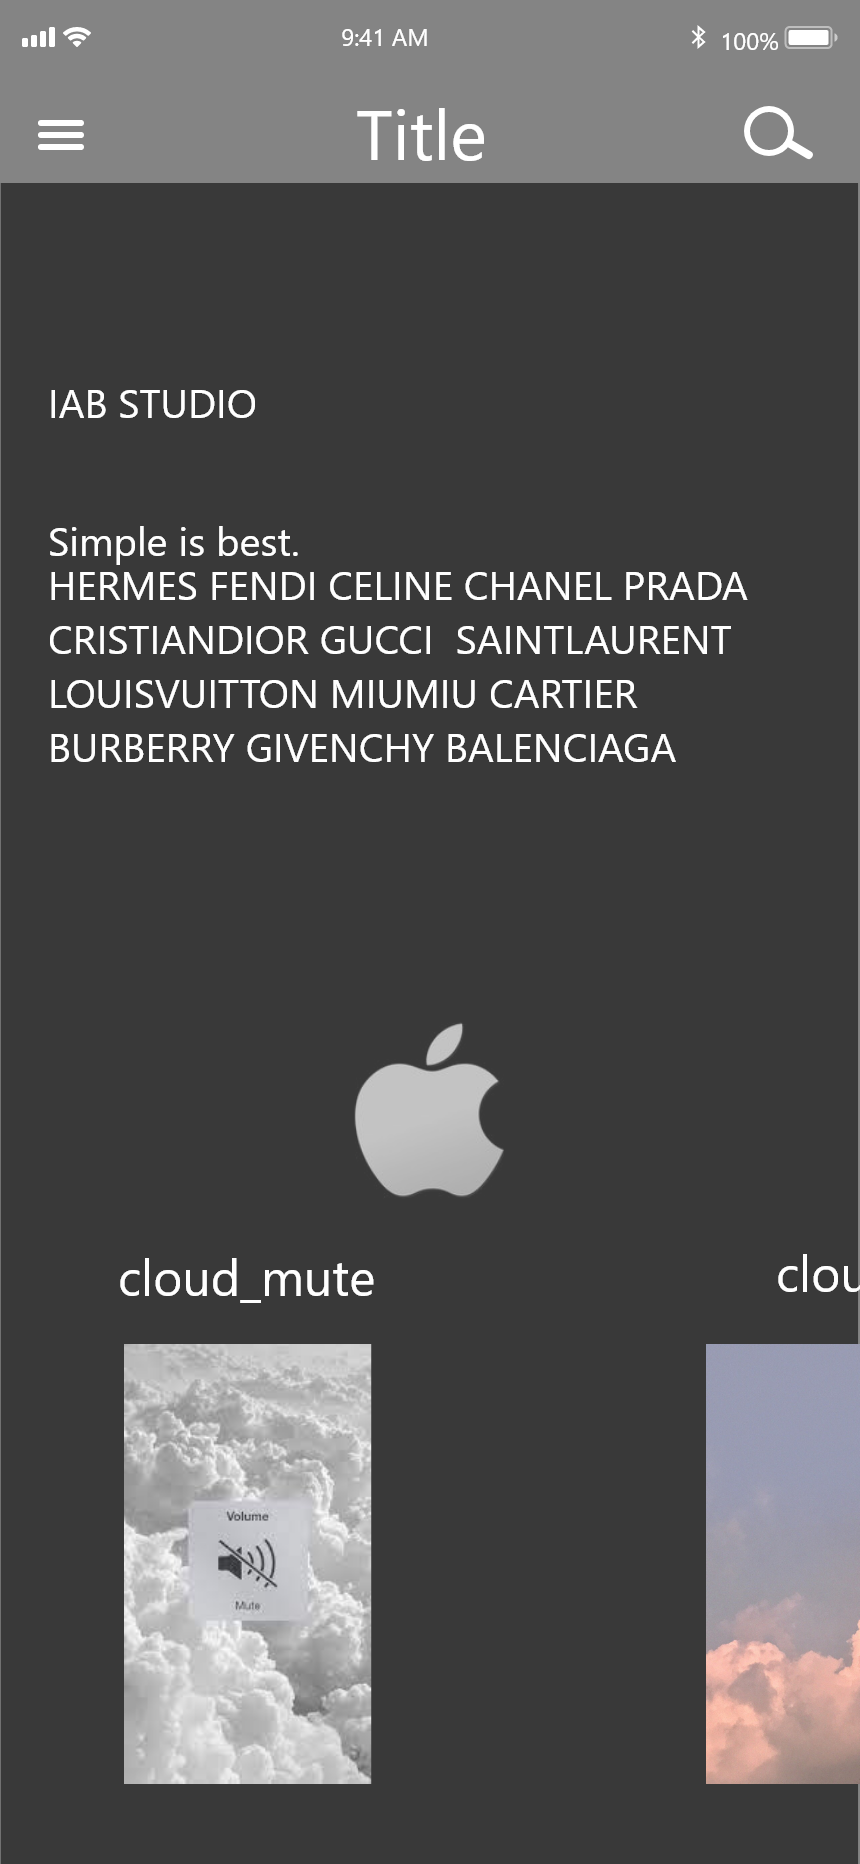 9:41 AM
100%
Title
IAB STUDIO
Simple is best.
HERMES FENDI CELINE CHANEL PRADA
CRISTIANDIOR GUCCI  SAINTLAURENT
LOUISVUITTON MIUMIU CARTIER
BURBERRY GIVENCHY BALENCIAGA
cloud_mute
clou
Volume
Mute